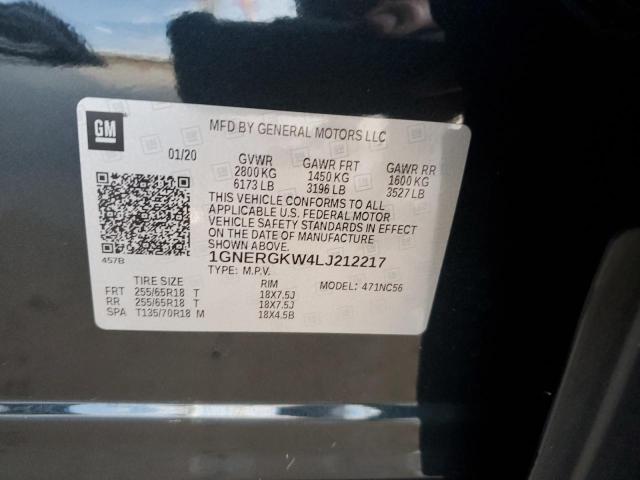 GM
MFD BY GENERAL MOTORS LLC
01/20 GVWR GAWR FRT GAWR RR
2800 KG 1450 KG 1600 KG
6173 LB 3196 LB 3527 LB
THIS VEHICLE CONFORMS TO ALL
APPLICABLE U.S. FEDERAL MOTOR
VEHICLE SAFETY STANDARDS IN EFFECT
ON THE DATE OF MANUFACTURE
SHOWN ABOVE.
457B 1GNERGKW4LJ212217
TYPE: M.P.V. MODEL: 471NC56
TIRE SIZE RIM
FRT 255/65R18 T 18X7.5J
RR 255/65R18 T 18X7.5J
SPA T135/70R18 M 18X4.5B